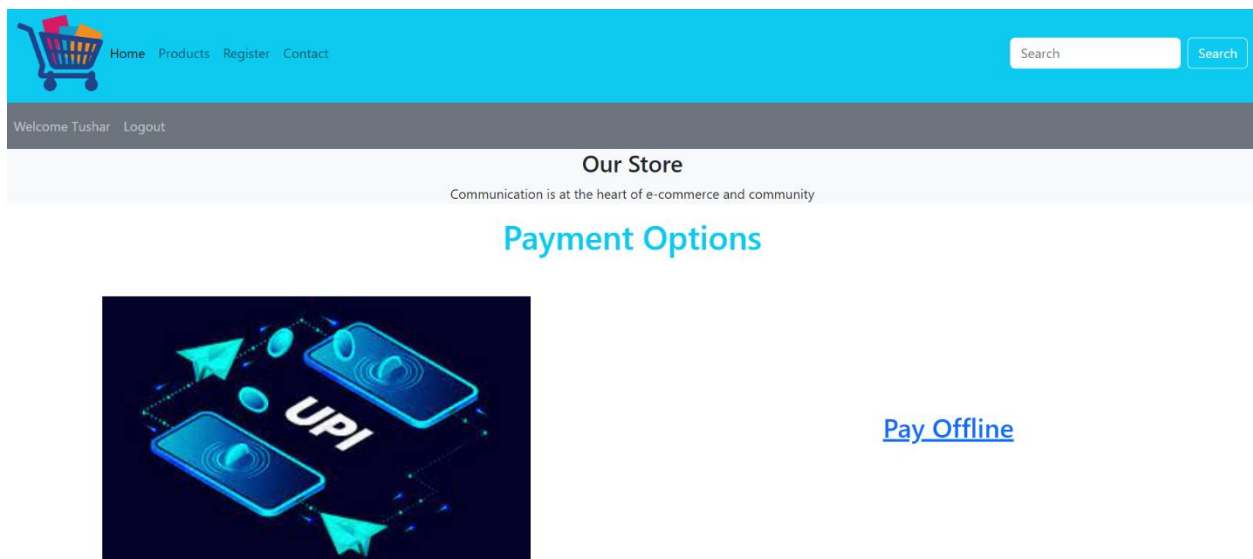 Home Products Register Contact Search Search
Welcome Tushar Logout
Our Store
Communication is at the heart of e-commerce and community
Payment Options
UPI
Pay Offline